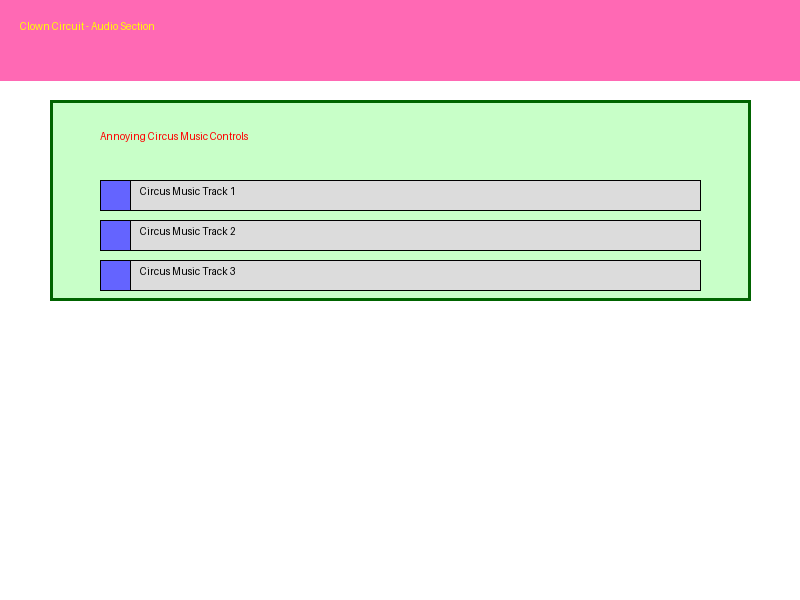 Clown Circuit - Audio Section
Annoying Circus Music Controls
Circus Music Track 1
Circus Music Track 2
Circus Music Track 3